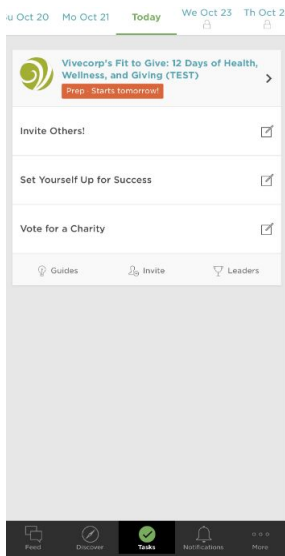 u Oct 20 Mo Oct 21 Today We Oct 23 Th Oct 2
Vivecorp's Fit to Give: 12 Days of Health,
Wellness, and Giving (TEST)
Prep · Starts tomorrow!
Invite Others!
Set Yourself Up for Success
Vote for a Charity
Guides Invite Leaders
Feed Discover Tasks Notifications More